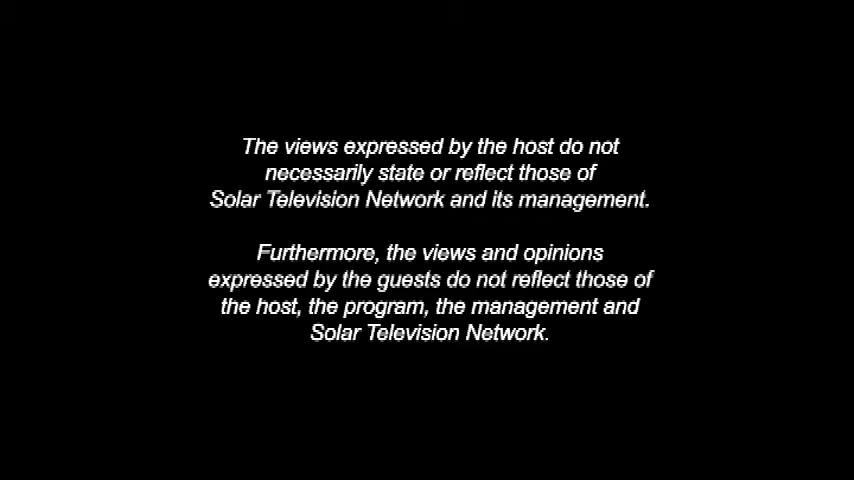 The views expressed by the host do not
necessarily state or reflect those of
Solar Television Network and its management.
Furthermore, the views and opinions
expressed by the guests do not reflect those of
the host, the program, the management and
Solar Television Network.